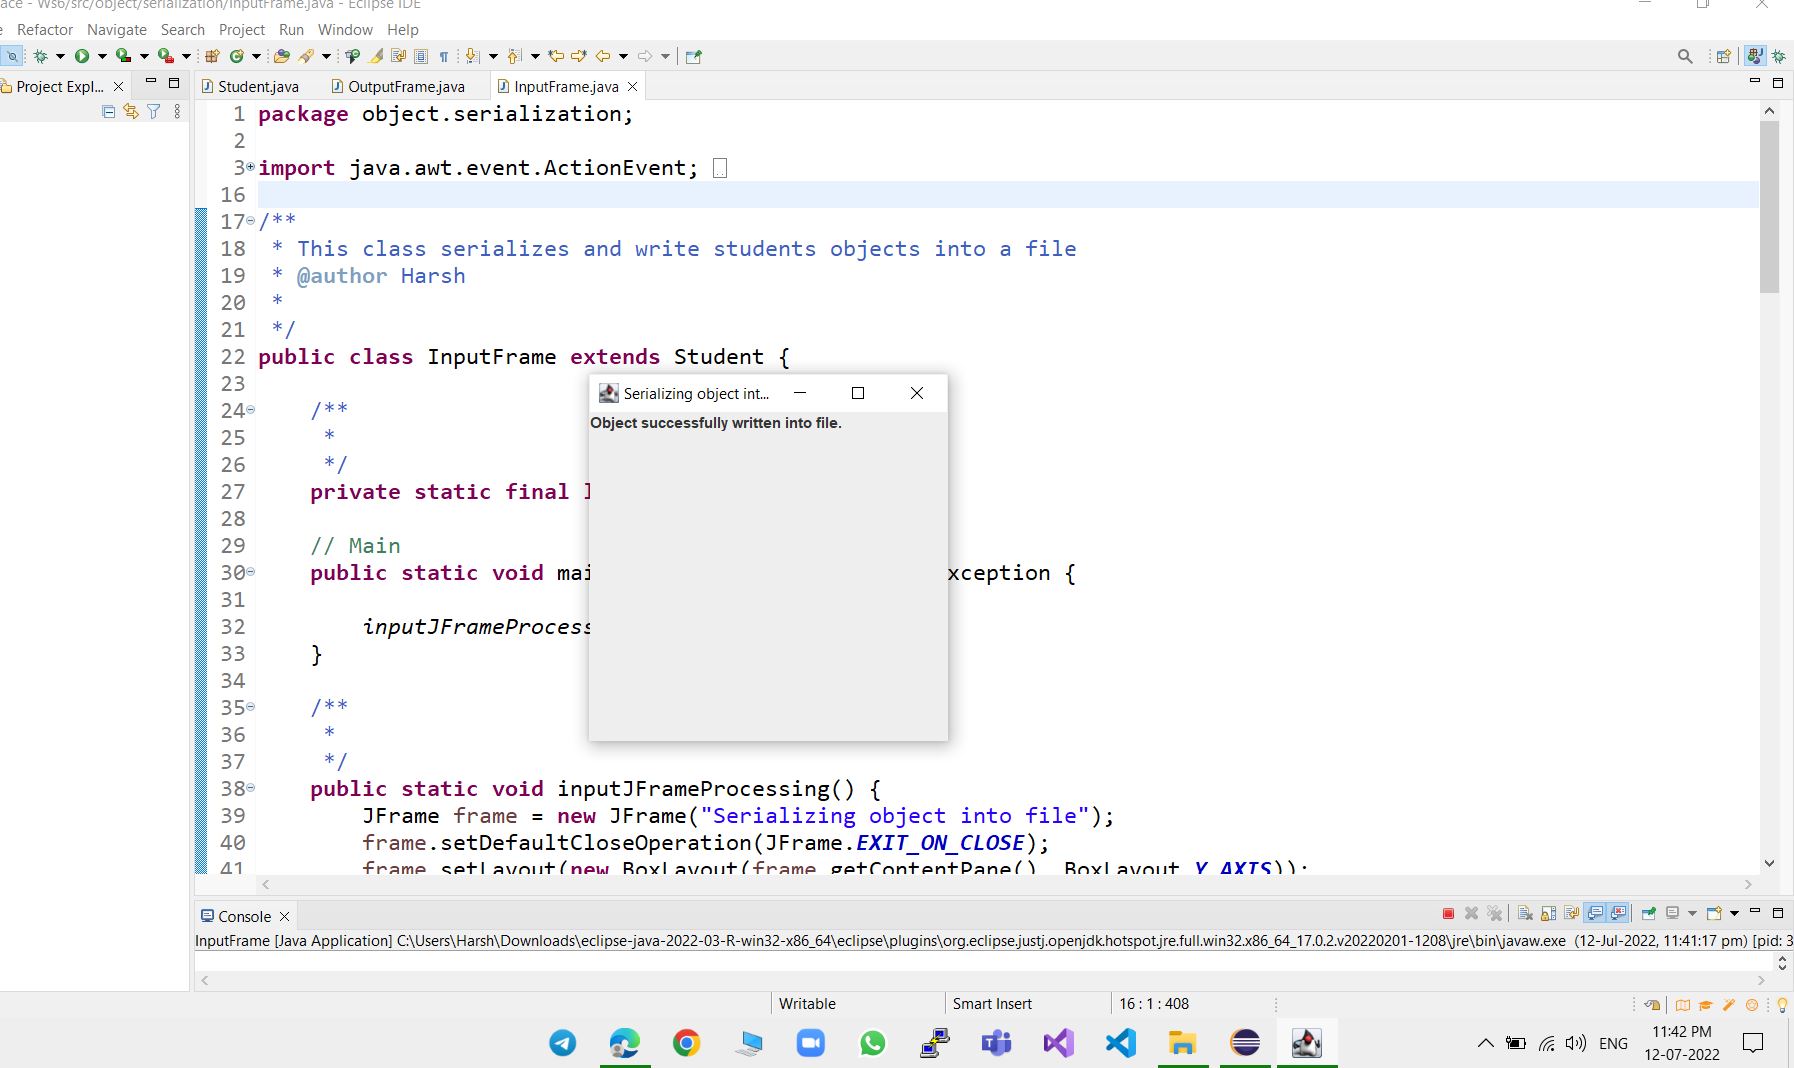 ace - Ws6/src/object/serialization/InputFrame.java - Eclipse IDE
Refactor Navigate Search Project Run Window Help
Project Expl...
Student.java OutputFrame.java InputFrame.java
1 package object.serialization;
2
3 import java.awt.event.ActionEvent;
16
17 /**
18 * This class serializes and write students objects into a file
19 * @author Harsh
20 *
21 */
22 public class InputFrame extends Student {
23
24 /**
25 *
26 */
27 private static final l
28
29 // Main
30 public static void mai xception {
31
32 inputJFrameProcess
33 }
34
35 /**
36 *
37 */
38 public static void inputJFrameProcessing() {
39 JFrame frame = new JFrame("Serializing object into file");
40 frame.setDefaultCloseOperation(JFrame.EXIT_ON_CLOSE);
41 frame.setLayout(new BoxLayout(frame.getContentPane(), BoxLayout.Y_AXIS));
Serializing object int...
Object successfully written into file.
Console
InputFrame [Java Application] C:\Users\Harsh\Downloads\eclipse-java-2022-03-R-win32-x86_64\eclipse\plugins\org.eclipse.justj.openjdk.hotspot.jre.full.win32.x86_64_17.0.2.v20220201-1208\jre\bin\javaw.exe (12-Jul-2022, 11:41:17 pm) [pid: 3
Writable Smart Insert 16 : 1 : 408
ENG
11:42 PM
12-07-2022